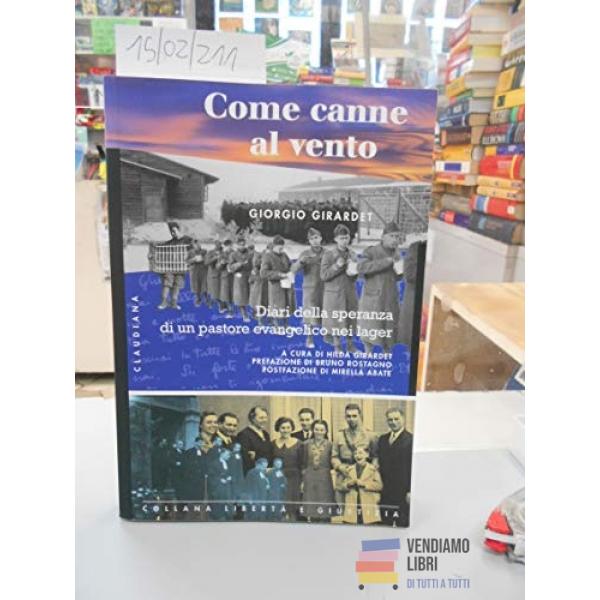 15/02/211
Come canne
al vento
GIORGIO GIRARDET
Diari della speranza
di un pastore evangelico nei lager
A CURA DI HILDA GIRARDET
PREFAZIONE DI BRUNO ROSTAGNO
POSTFAZIONE DI MIRELLA ABATE
CLAUDIANA
COLLANA LIBERTÀ E GIUSTIZIA
VENDIAMO
LIBRI
DI TUTTI A TUTTI